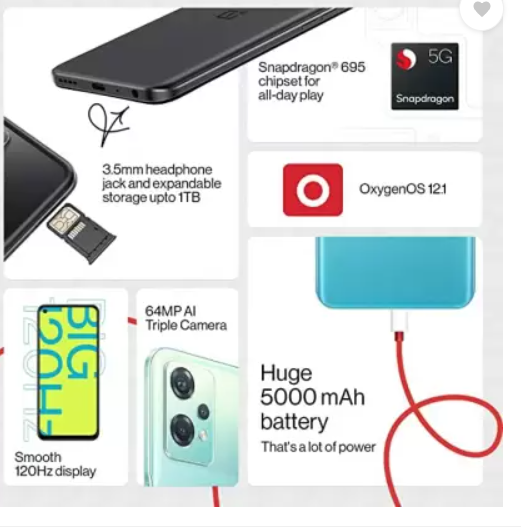 Snapdragon® 695
chipset for
all-day play
5G
Snapdragon
3.5mm headphone
jack and expandable
storage upto 1TB
OxygenOS 12.1
BIG
120Hz
Smooth
120Hz display
64MP AI
Triple Camera
Huge
5000 mAh
battery
That's a lot of power